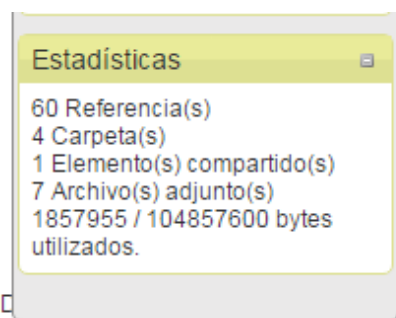 Estadísticas
60 Referencia(s)
4 Carpeta(s)
1 Elemento(s) compartido(s)
7 Archivo(s) adjunto(s)
1857955 / 104857600 bytes
utilizados.